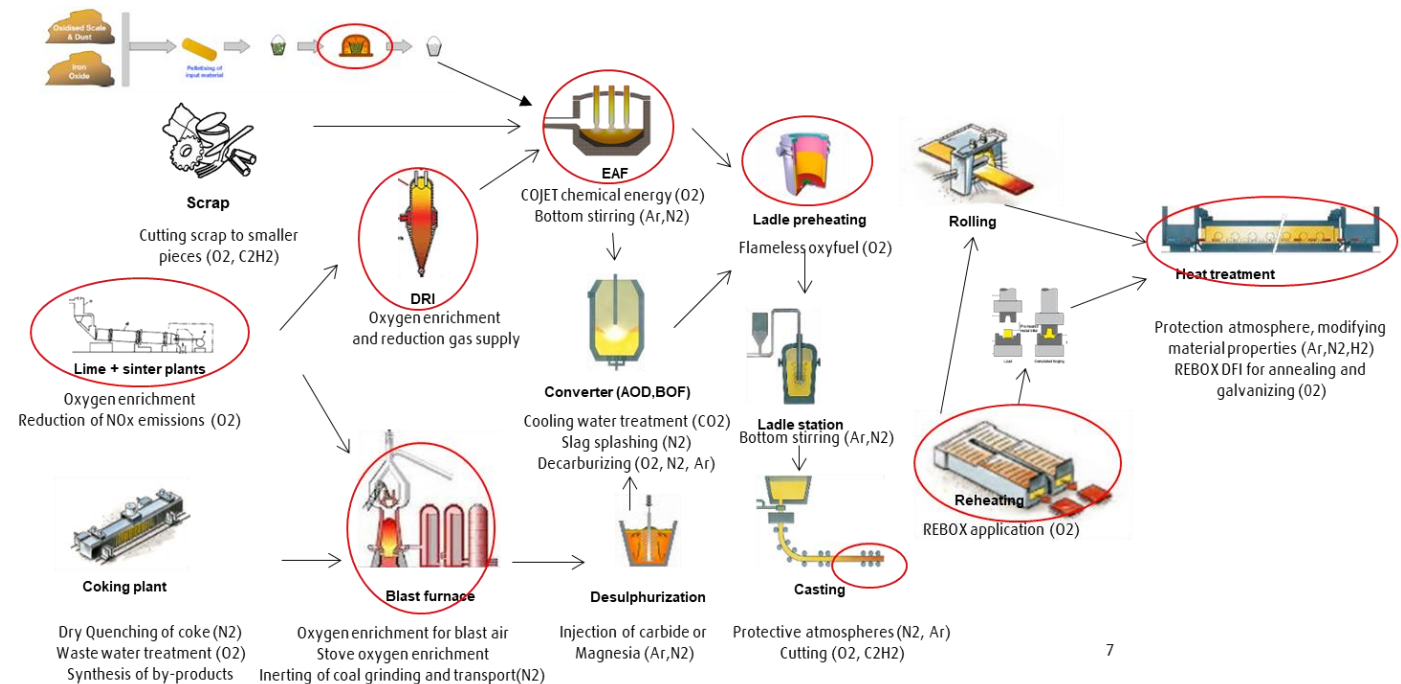 Oxidised Scale
& Dust
Iron
Oxide
Pelletising of
input material
Scrap
Cutting scrap to smaller
pieces (O2, C2H2)
EAF
COJET chemical energy (O2)
Bottom stirring (Ar,N2)
Ladle preheating
Flameless oxyfuel (O2)
Rolling
Heat treatment
Protection atmosphere, modifying
material properties (Ar,N2,H2)
REBOX DFI for annealing and
galvanizing (O2)
DRI
Oxygen enrichment
and reduction gas supply
Lime + sinter plants
Oxygen enrichment
Reduction of NOx emissions (O2)
Converter (AOD,BOF)
Cooling water treatment (CO2)
Slag splashing (N2)
Decarburizing (O2, N2, Ar)
Ladle station
Bottom stirring (Ar,N2)
Reheating
REBOX application (O2)
Coking plant
Dry Quenching of coke (N2)
Waste water treatment (O2)
Synthesis of by-products
Blast furnace
Oxygen enrichment for blast air
Stove oxygen enrichment
Inerting of coal grinding and transport(N2)
Desulphurization
Injection of carbide or
Magnesia (Ar,N2)
Casting
Protective atmospheres (N2, Ar)
Cutting (O2, C2H2)
7